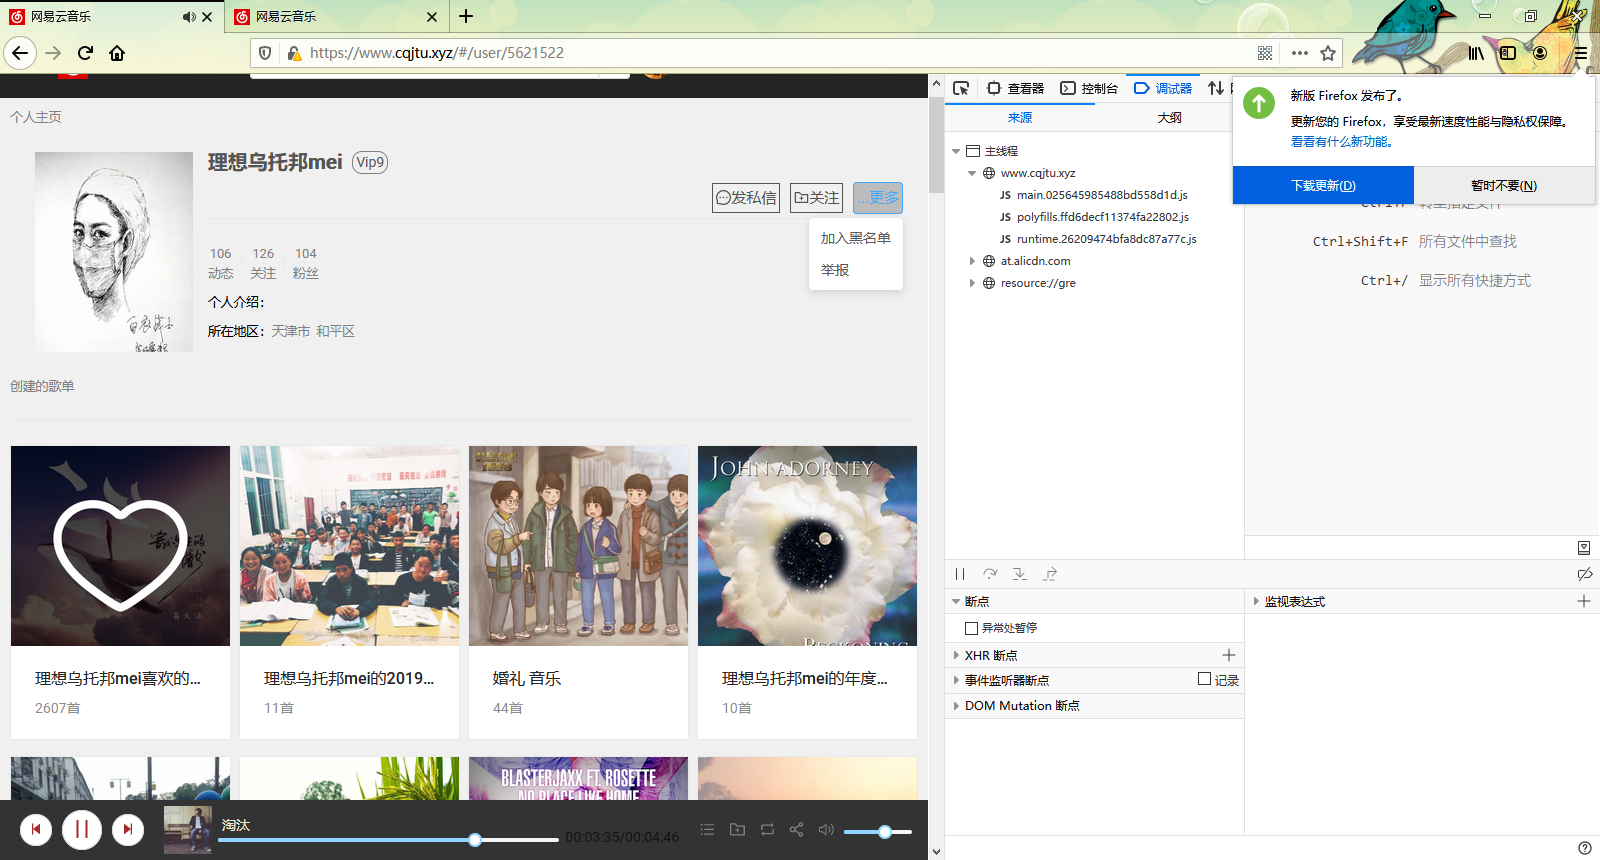 网易云音乐
网易云音乐
https://www.cqjtu.xyz/#/user/5621522
个人主页
理想乌托邦mei
Vip9
发私信
关注
...更多
加入黑名单
举报
106
126
104
动态
关注
粉丝
个人介绍：
所在地区：天津市 和平区
创建的歌单
JOHN ADORNEY
BECKONING
理想乌托邦mei喜欢的...
2607首
理想乌托邦mei的2019...
11首
婚礼 音乐
44首
理想乌托邦mei的年度...
10首
BLASTERJAXX FT. ROSETTE
NO PLACE LIKE HOME
淘汰
00:03:35/00:04:46
查看器
控制台
调试器
来源
大纲
主线程
www.cqjtu.xyz
JS main.025645985488bd558d1d.js
JS polyfills.ffd6decf11374fa22802.js
JS runtime.26209474bfa8dc87a77c.js
at.alicdn.com
resource://gre
新版 Firefox 发布了。
更新您的 Firefox，享受最新速度性能与隐私权保障。
看看有什么新功能。
下载更新(D)
暂时不要(N)
Ctrl+Shift+F 所有文件中查找
Ctrl+/ 显示所有快捷方式
断点
异常处暂停
XHR 断点
事件监听器断点
记录
DOM Mutation 断点
监视表达式